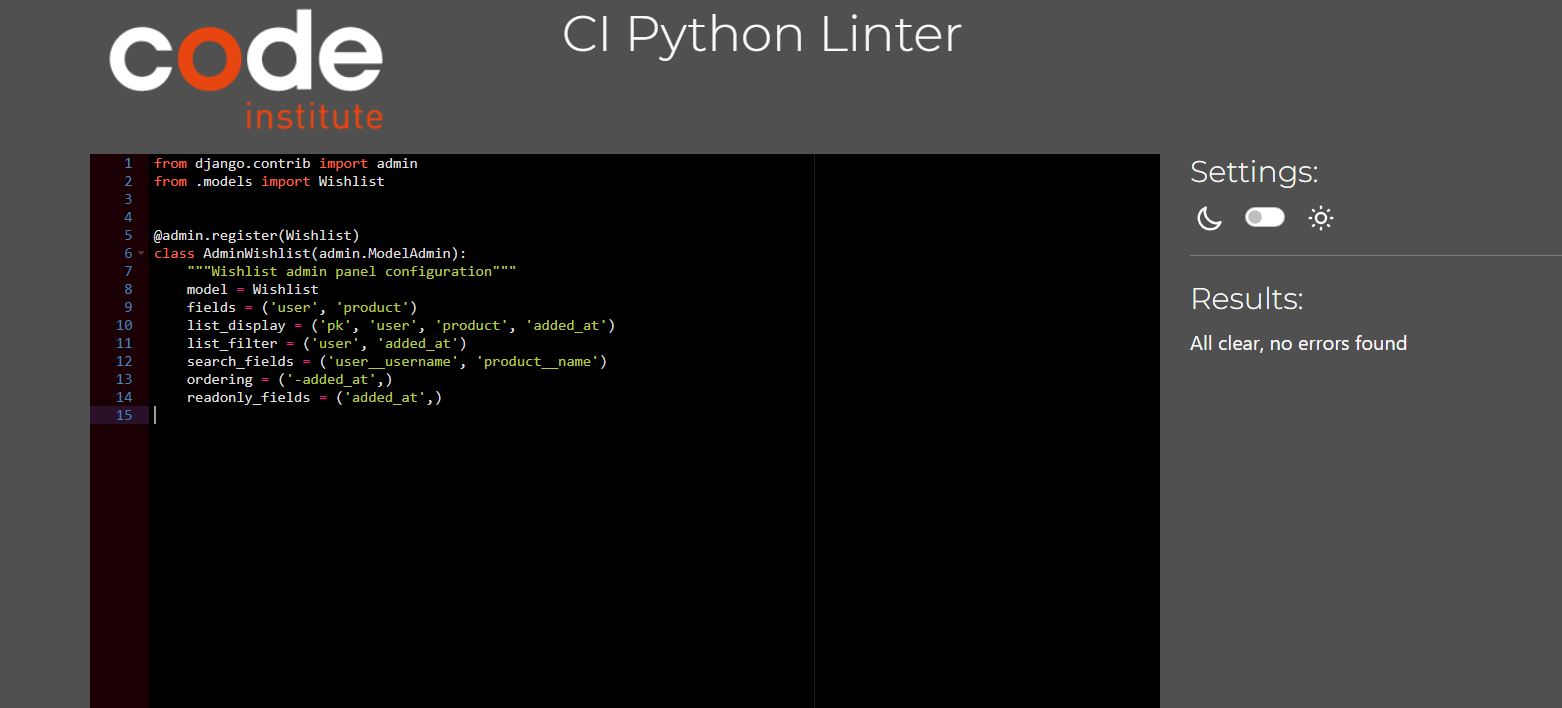 code
institute
CI Python Linter
1 from django.contrib import admin
2 from .models import Wishlist
3
4
5 @admin.register(Wishlist)
6 class AdminWishlist(admin.ModelAdmin):
7     """Wishlist admin panel configuration"""
8     model = Wishlist
9     fields = ('user', 'product')
10     list_display = ('pk', 'user', 'product', 'added_at')
11     list_filter = ('user', 'added_at')
12     search_fields = ('user__username', 'product__name')
13     ordering = ('-added_at',)
14     readonly_fields = ('added_at',)
15
Settings:
Results:
All clear, no errors found